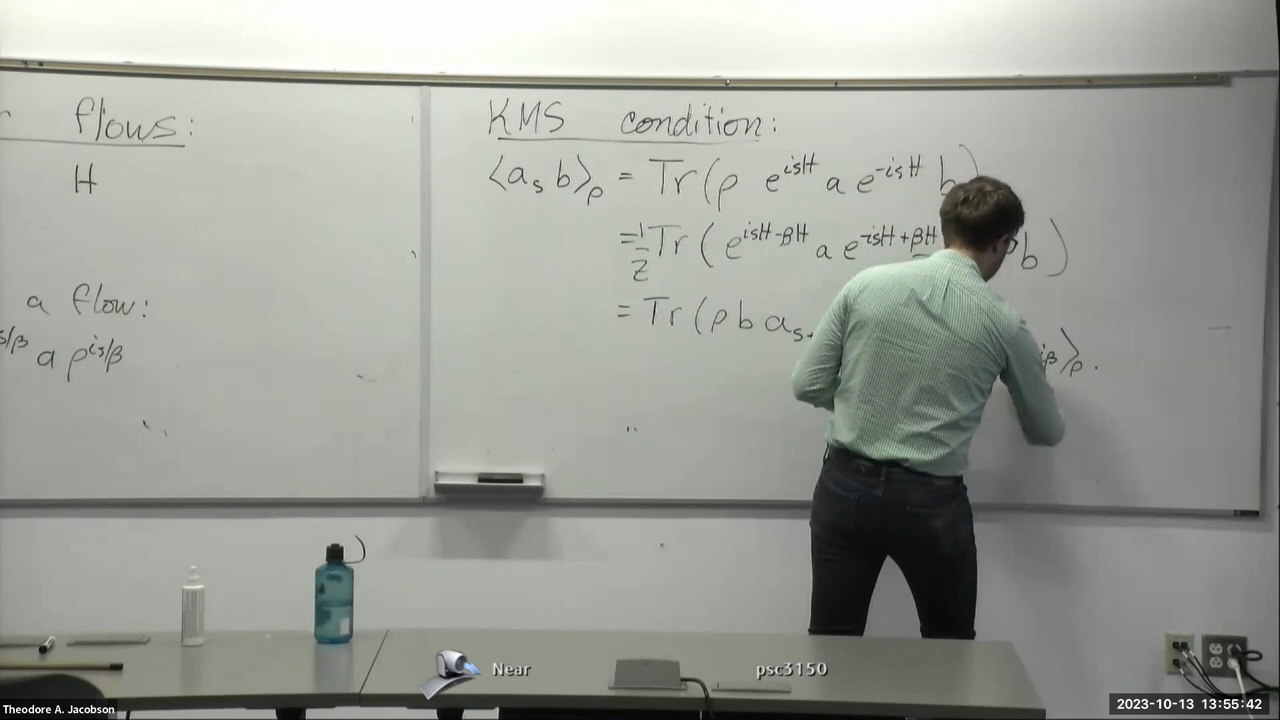 flows:
H
a flow:
s/β a ρ^{is/β}
KMS condition:
⟨a_s b⟩_ρ = Tr(ρ e^{isH} a e^{-isH} b)
= 1/Z Tr(e^{isH-βH} a e^{-isH+βH} b)
= Tr(ρ b a_s iβ⟩_ρ.
Near
psc3150
Theodore A. Jacobson
2023-10-13 13:55:42